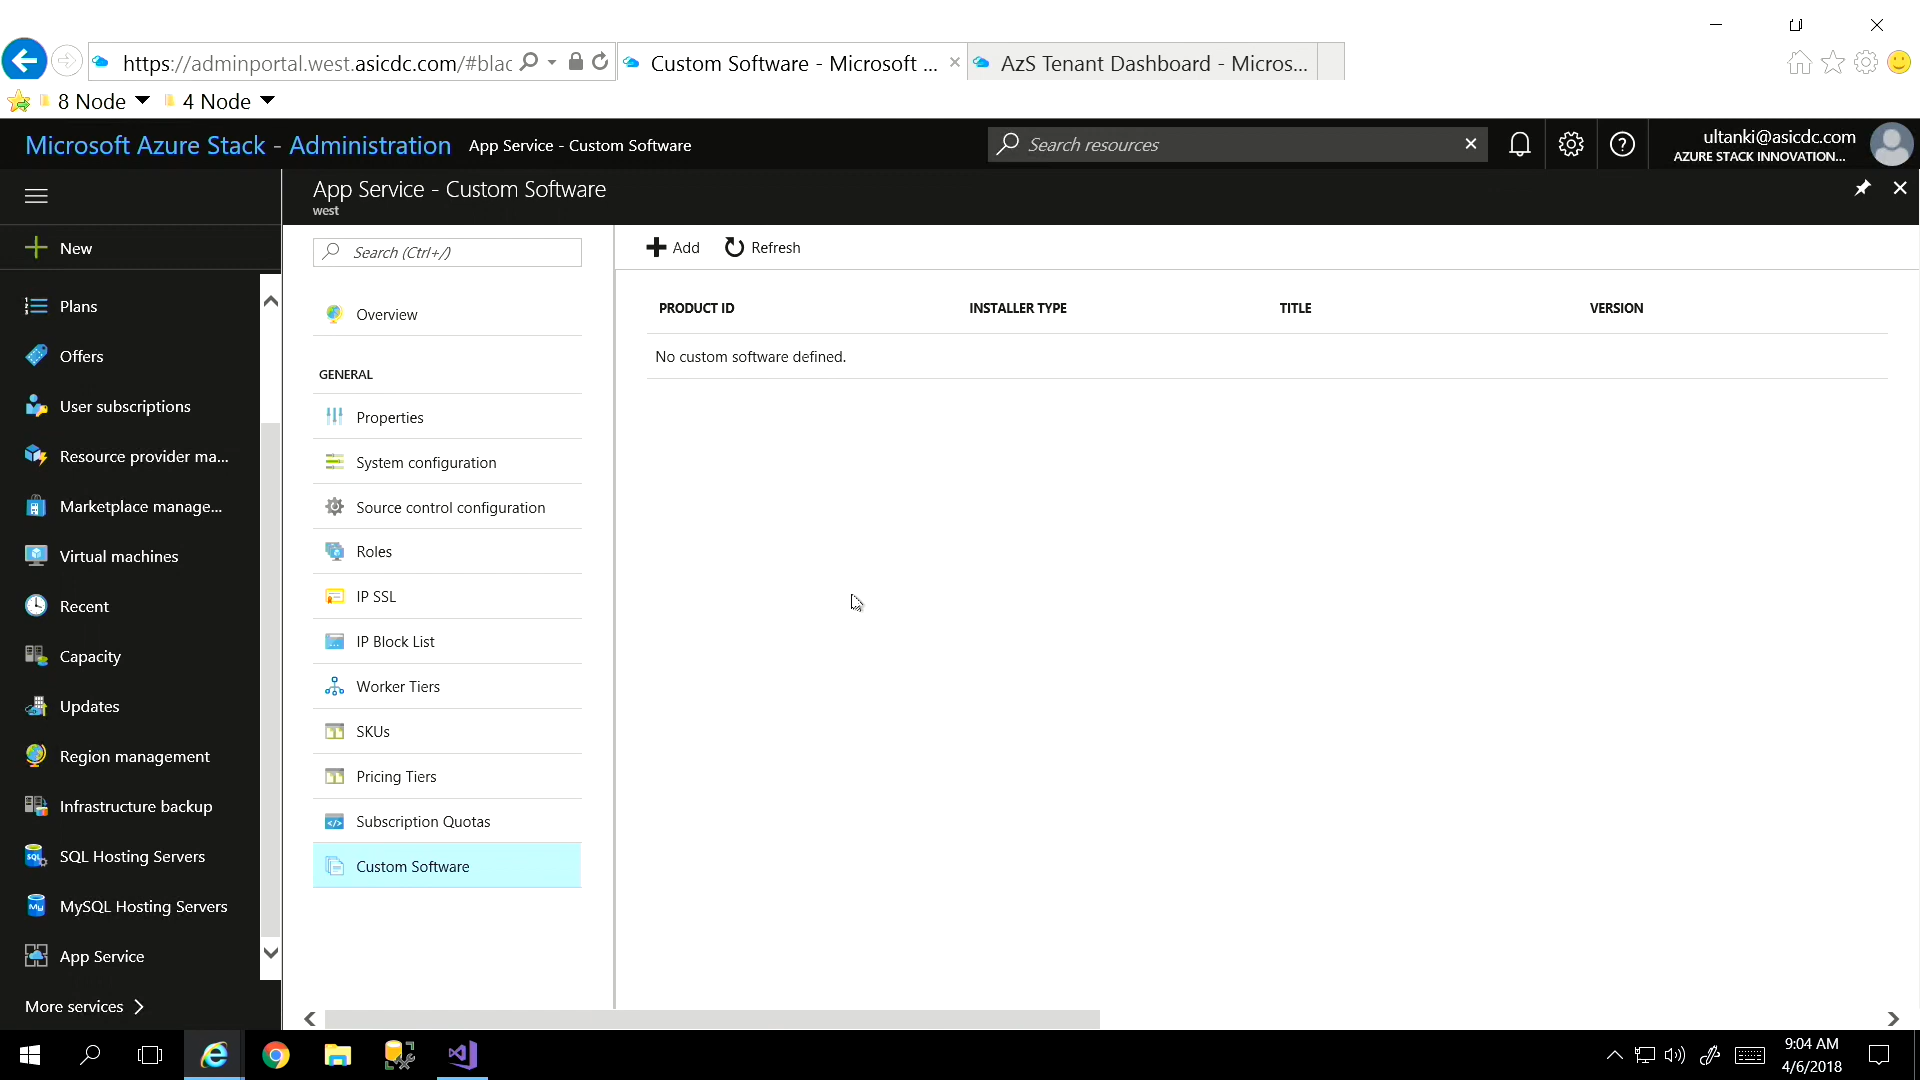 https://adminportal.west.asicdc.com/#blac
Custom Software - Microsoft ...
AzS Tenant Dashboard - Micros...
8 Node
4 Node
Microsoft Azure Stack - Administration
App Service - Custom Software
Search resources
ultanki@asicdc.com
AZURE STACK INNOVATION...
App Service - Custom Software
west
New
Plans
Offers
User subscriptions
Resource provider ma...
Marketplace manage...
Virtual machines
Recent
Capacity
Updates
Region management
Infrastructure backup
SQL Hosting Servers
MySQL Hosting Servers
App Service
More services
Search (Ctrl+/)
Overview
GENERAL
Properties
System configuration
Source control configuration
Roles
IP SSL
IP Block List
Worker Tiers
SKUs
Pricing Tiers
Subscription Quotas
Custom Software
Add
Refresh
PRODUCT ID
INSTALLER TYPE
TITLE
VERSION
No custom software defined.
9:04 AM
4/6/2018